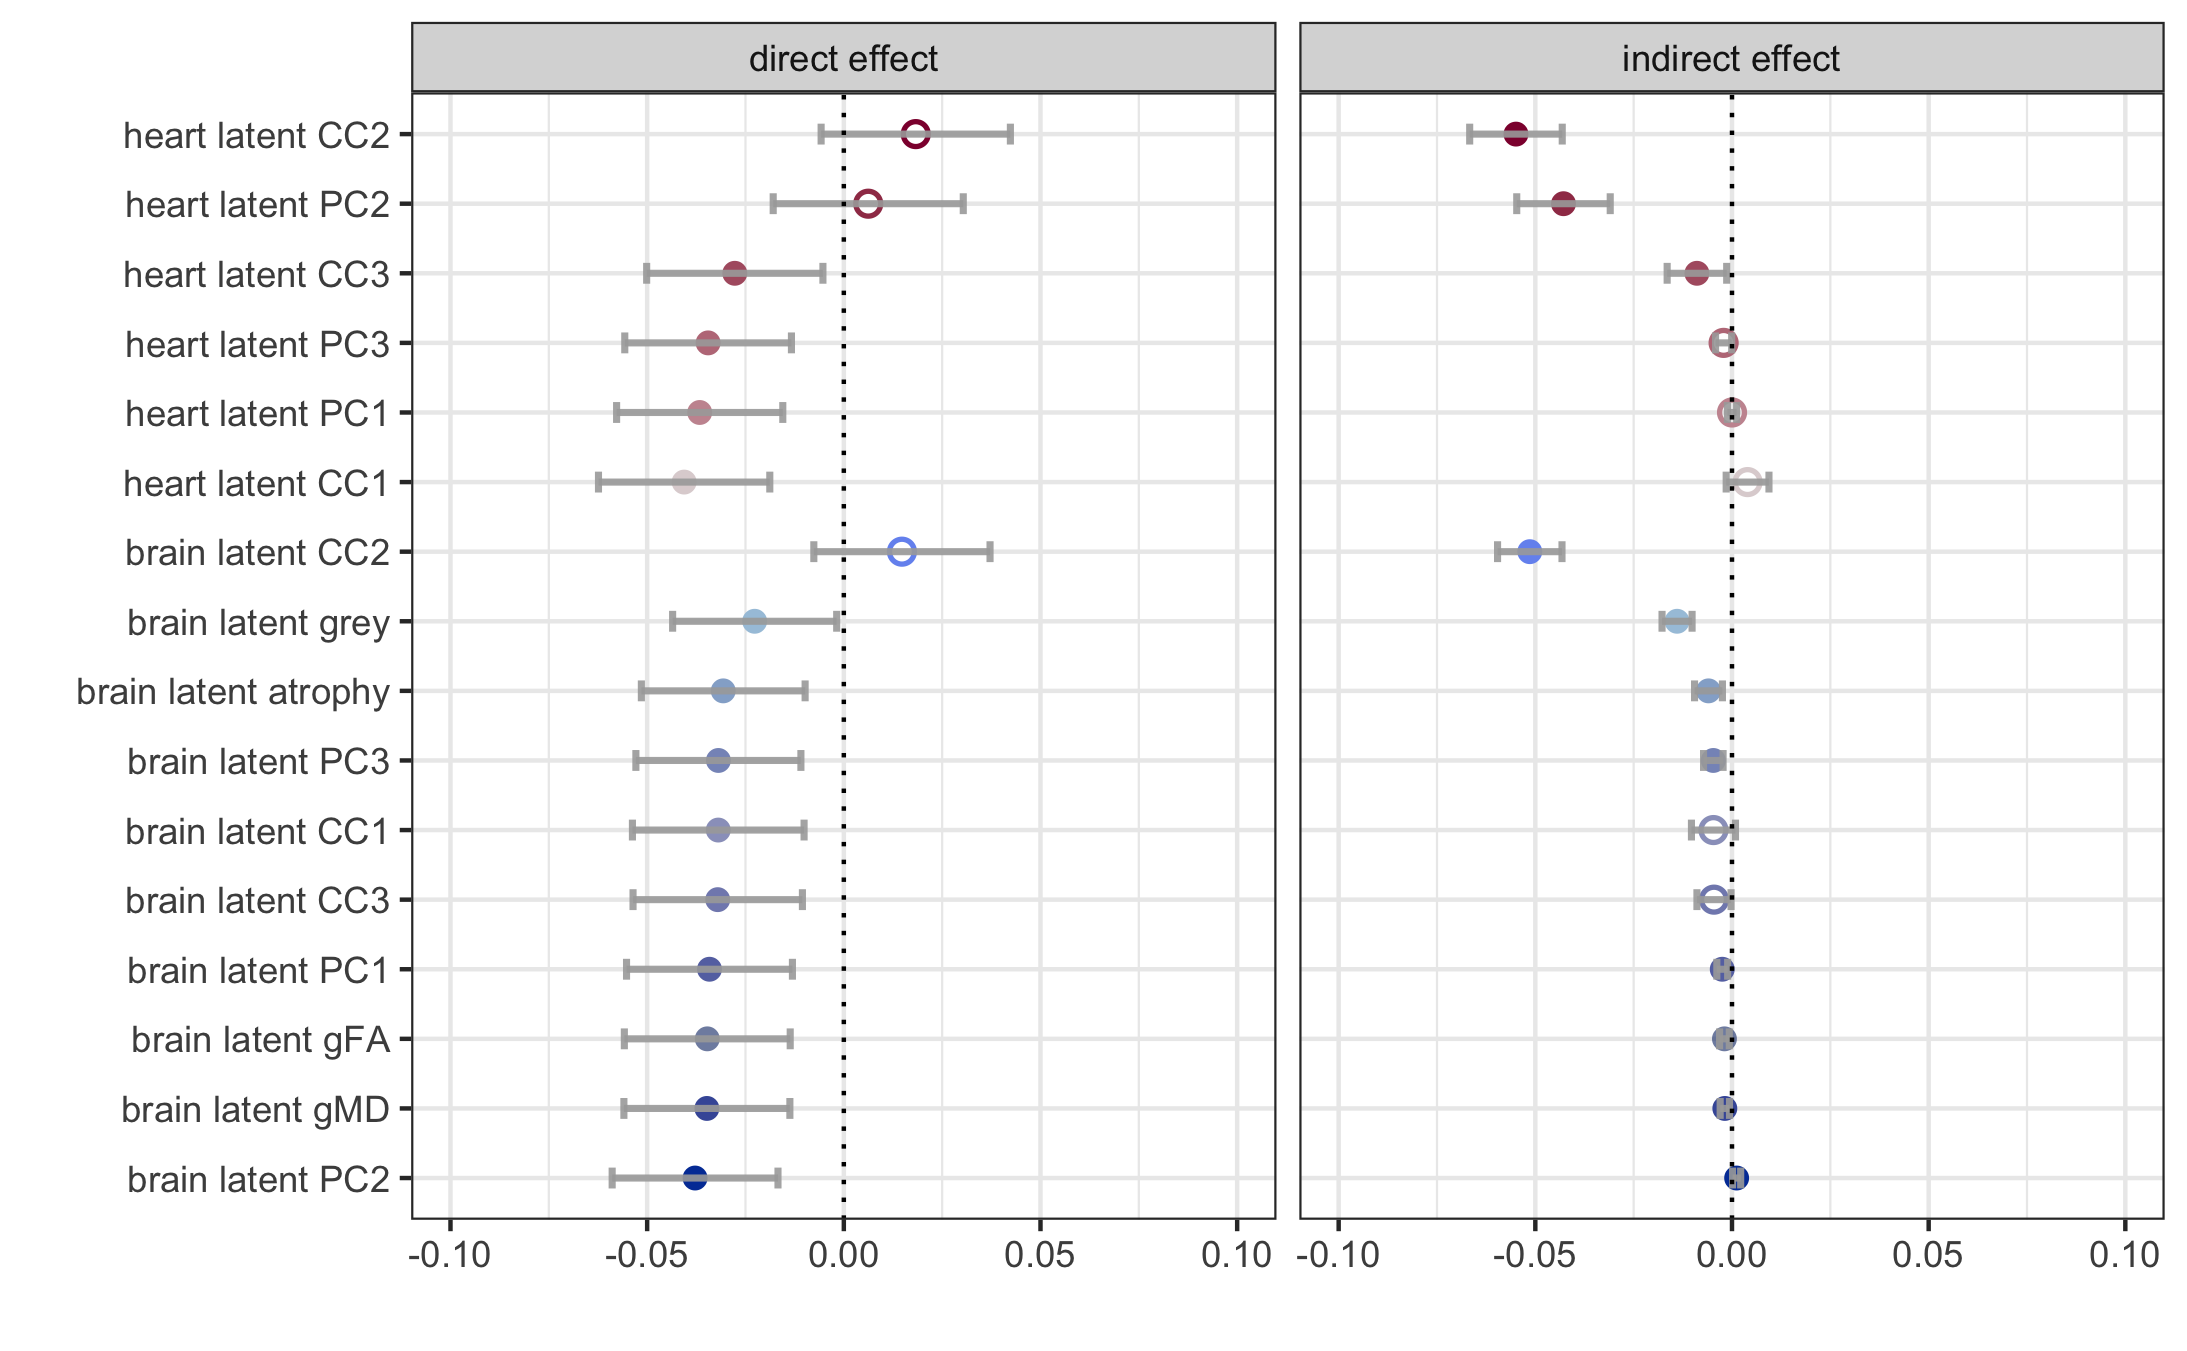 direct effect
indirect effect
heart latent CC2
heart latent PC2
heart latent CC3
heart latent PC3
heart latent PC1
heart latent CC1
brain latent CC2
brain latent grey
brain latent atrophy
brain latent PC3
brain latent CC1
brain latent CC3
brain latent PC1
brain latent gFA
brain latent gMD
brain latent PC2
-0.10 -0.05 0.00 0.05 0.10
-0.10 -0.05 0.00 0.05 0.10